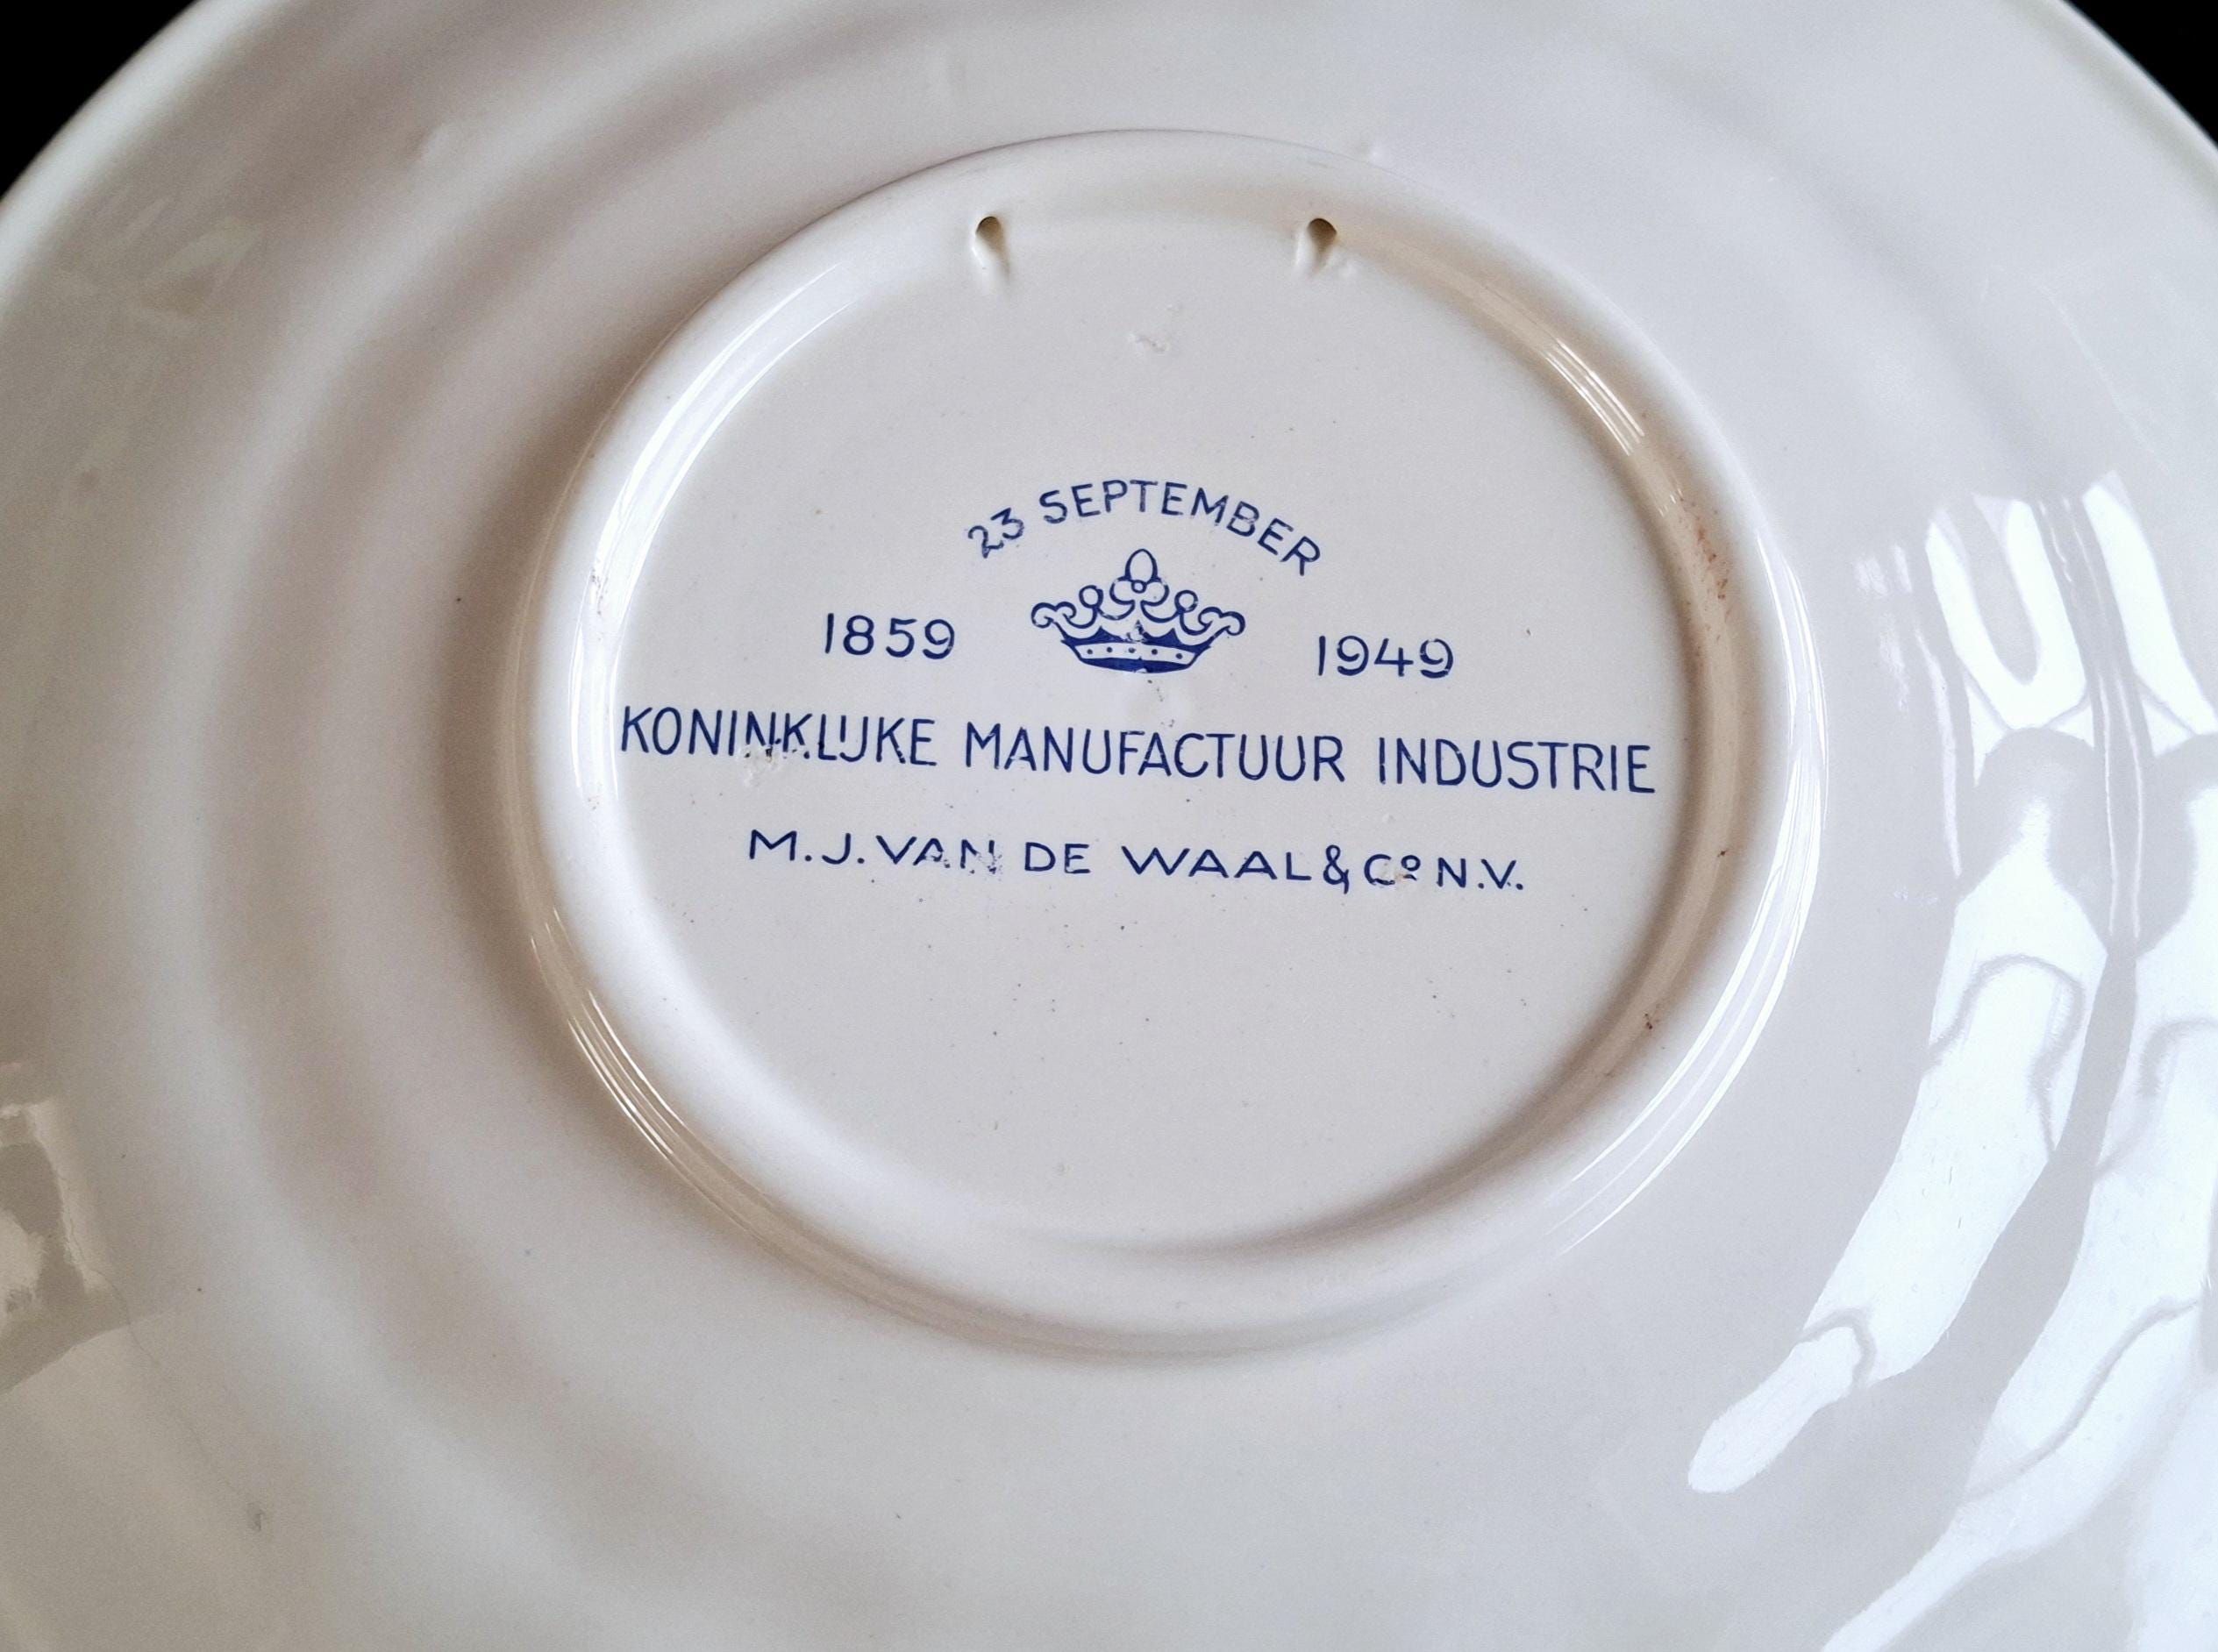 23 SEPTEMBER
1859 1949
KONINKLIJKE MANUFACTUUR INDUSTRIE
M.J. VAN DE WAAL & Cº N.V.